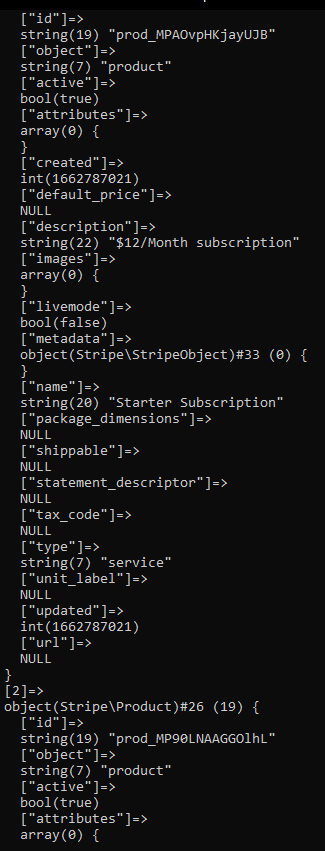 ["id"]=>
string(19) "prod_MPAOvpHKjayUJB"
["object"]=>
string(7) "product"
["active"]=>
bool(true)
["attributes"]=>
array(0) {
}
["created"]=>
int(1662787021)
["default_price"]=>
NULL
["description"]=>
string(22) "$12/Month subscription"
["images"]=>
array(0) {
}
["livemode"]=>
bool(false)
["metadata"]=>
object(Stripe\StripeObject)#33 (0) {
}
["name"]=>
string(20) "Starter Subscription"
["package_dimensions"]=>
NULL
["shippable"]=>
NULL
["statement_descriptor"]=>
NULL
["tax_code"]=>
NULL
["type"]=>
string(7) "service"
["unit_label"]=>
NULL
["updated"]=>
int(1662787021)
["url"]=>
NULL
}
[2]=>
object(Stripe\Product)#26 (19) {
["id"]=>
string(19) "prod_MP90LNAAGGOlhL"
["object"]=>
string(7) "product"
["active"]=>
bool(true)
["attributes"]=>
array(0) {